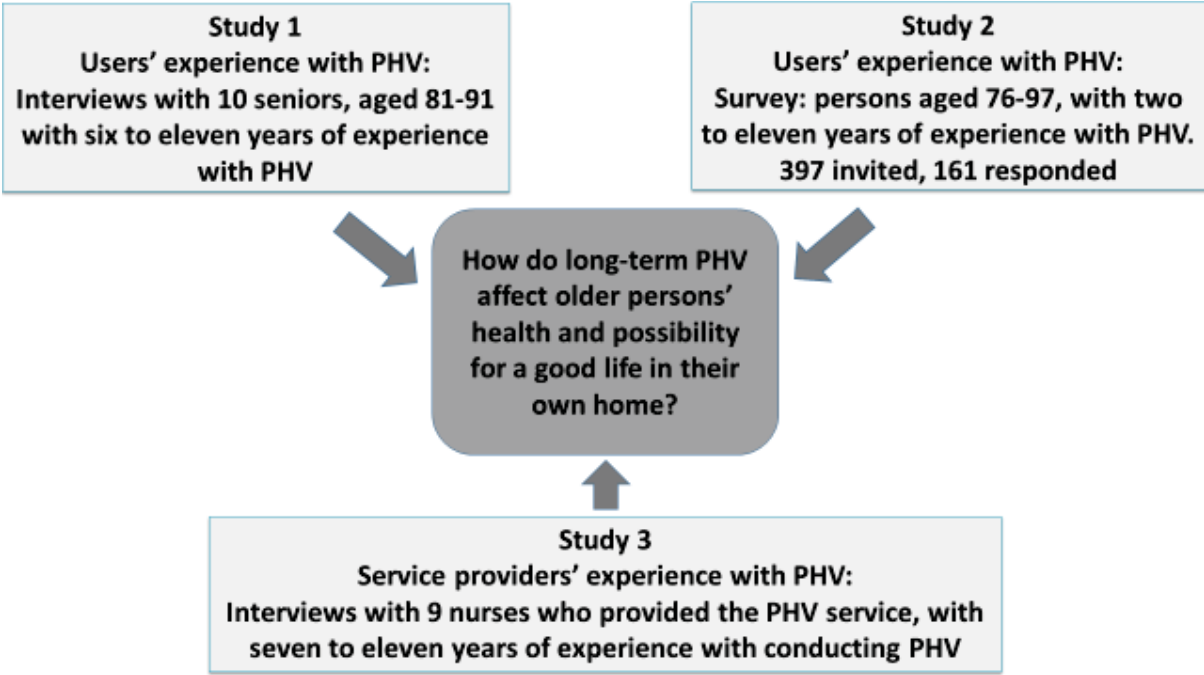 Study 1
Users’ experience with PHV:
Interviews with 10 seniors, aged 81-91
with six to eleven years of experience
with PHV
Study 2
Users’ experience with PHV:
Survey: persons aged 76-97, with two
to eleven years of experience with PHV.
397 invited, 161 responded
How do long-term PHV
affect older persons’
health and possibility
for a good life in their
own home?
Study 3
Service providers’ experience with PHV:
Interviews with 9 nurses who provided the PHV service, with
seven to eleven years of experience with conducting PHV